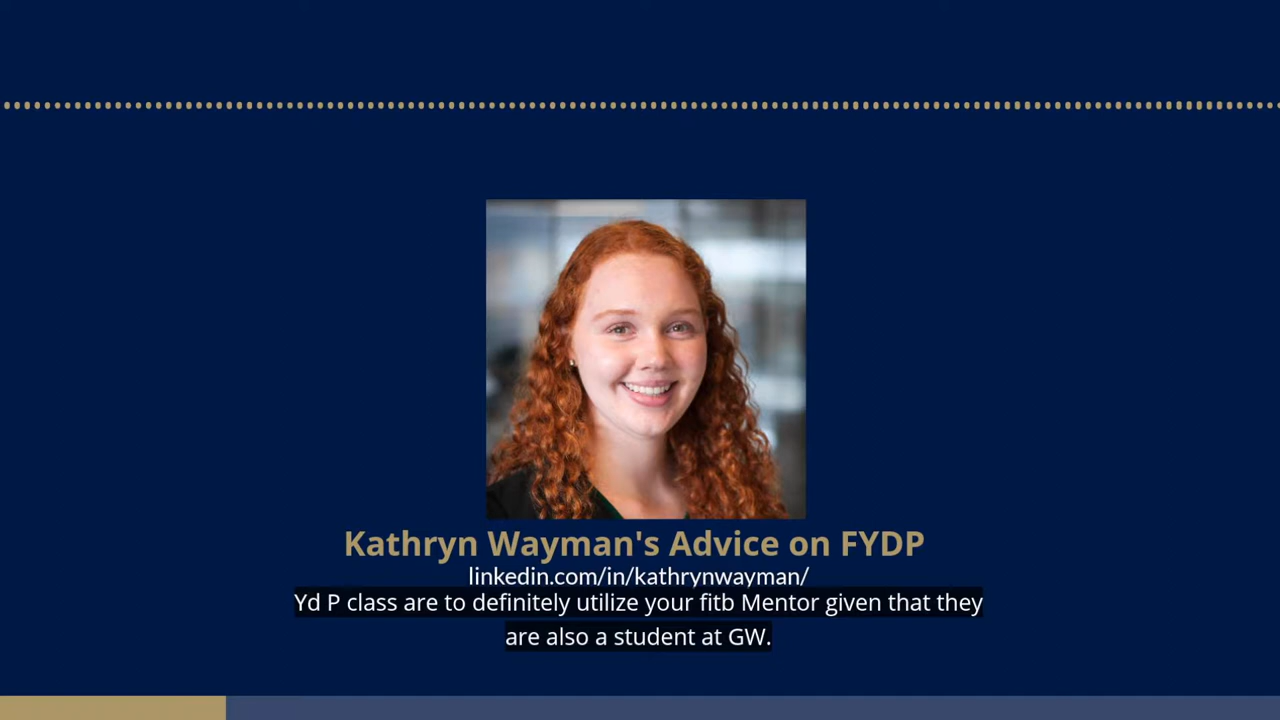 Kathryn Wayman's Advice on FYDP
linkedin.com/in/kathrynwayman/
Yd P class are to definitely utilize your fitb Mentor given that they
are also a student at GW.